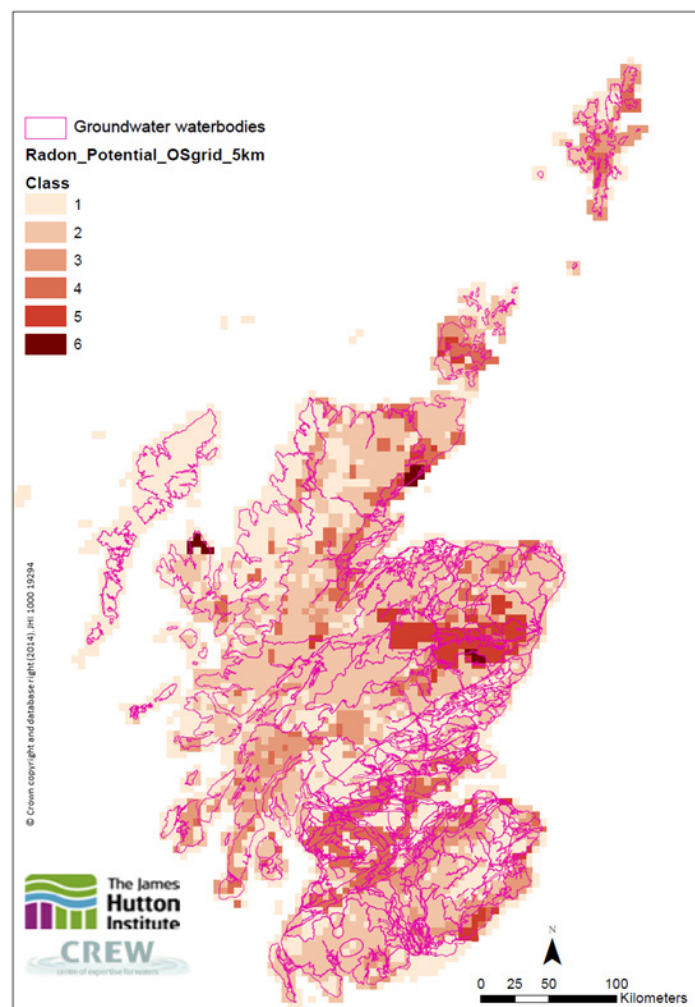 Groundwater waterbodies
Radon_Potential_OSgrid_5km
Class
1
2
3
4
5
6
© Crown copyright and database right (2014). JHI 1000 19294
The James
Hutton
Institute
CREW
centre of expertise for waters
N
0 25 50 100
Kilometers